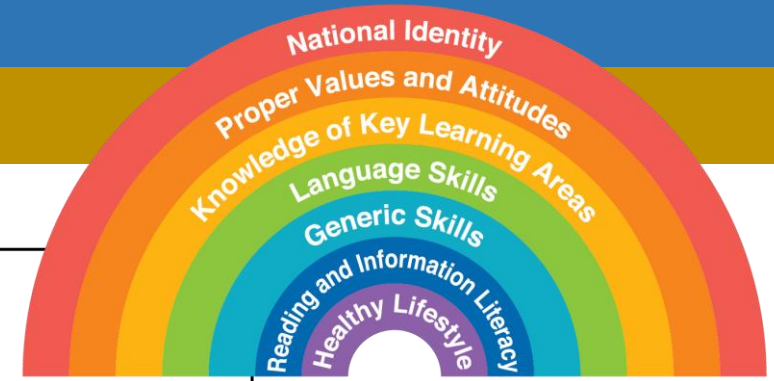 National Identity
Proper Values and Attitudes
Knowledge of Key Learning Areas
Language Skills
Generic Skills
Reading and Information Literacy
Healthy Lifestyle